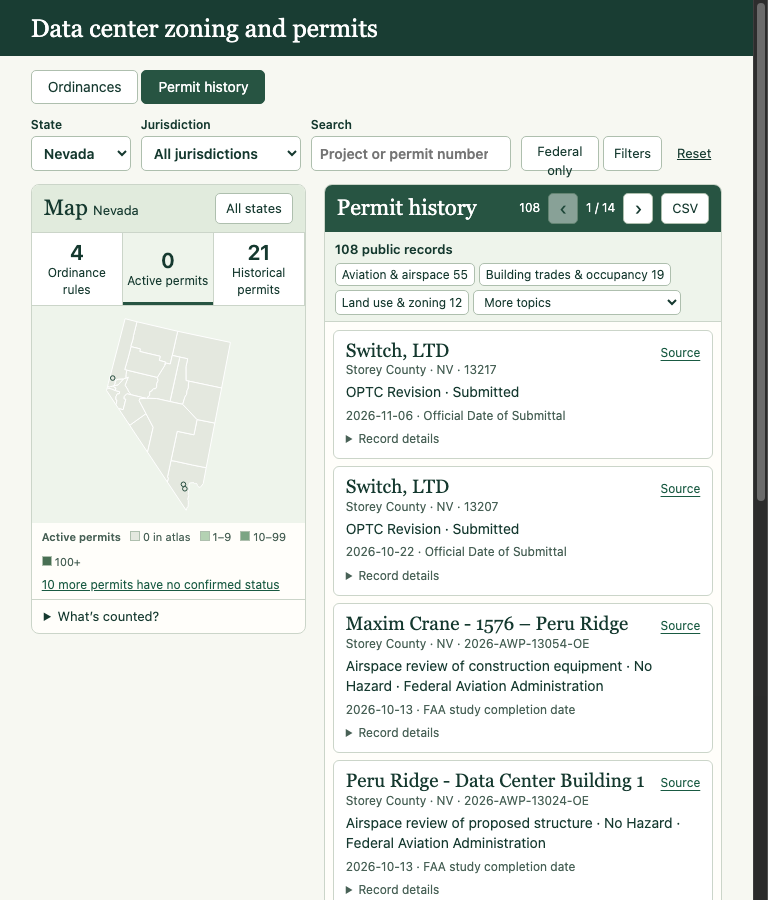 Data center zoning and permits
Ordinances
Permit history
State
Jurisdiction
Search
Nevada
All jurisdictions
Project or permit number
Federal only
Filters
Reset
Map Nevada
All states
4
Ordinance rules
0
Active permits
21
Historical permits
Active permits
0 in atlas
1–9
10–99
100+
10 more permits have no confirmed status
What's counted?
Permit history
108
‹
1 / 14
›
CSV
108 public records
Aviation & airspace 55
Building trades & occupancy 19
Land use & zoning 12
More topics
Switch, LTD
Source
Storey County · NV · 13217
OPTC Revision · Submitted
2026-11-06 · Official Date of Submittal
Record details
Switch, LTD
Source
Storey County · NV · 13207
OPTC Revision · Submitted
2026-10-22 · Official Date of Submittal
Record details
Maxim Crane - 1576 – Peru Ridge
Source
Storey County · NV · 2026-AWP-13054-OE
Airspace review of construction equipment · No
Hazard · Federal Aviation Administration
2026-10-13 · FAA study completion date
Record details
Peru Ridge - Data Center Building 1
Source
Storey County · NV · 2026-AWP-13024-OE
Airspace review of proposed structure · No Hazard ·
Federal Aviation Administration
2026-10-13 · FAA study completion date
Record details